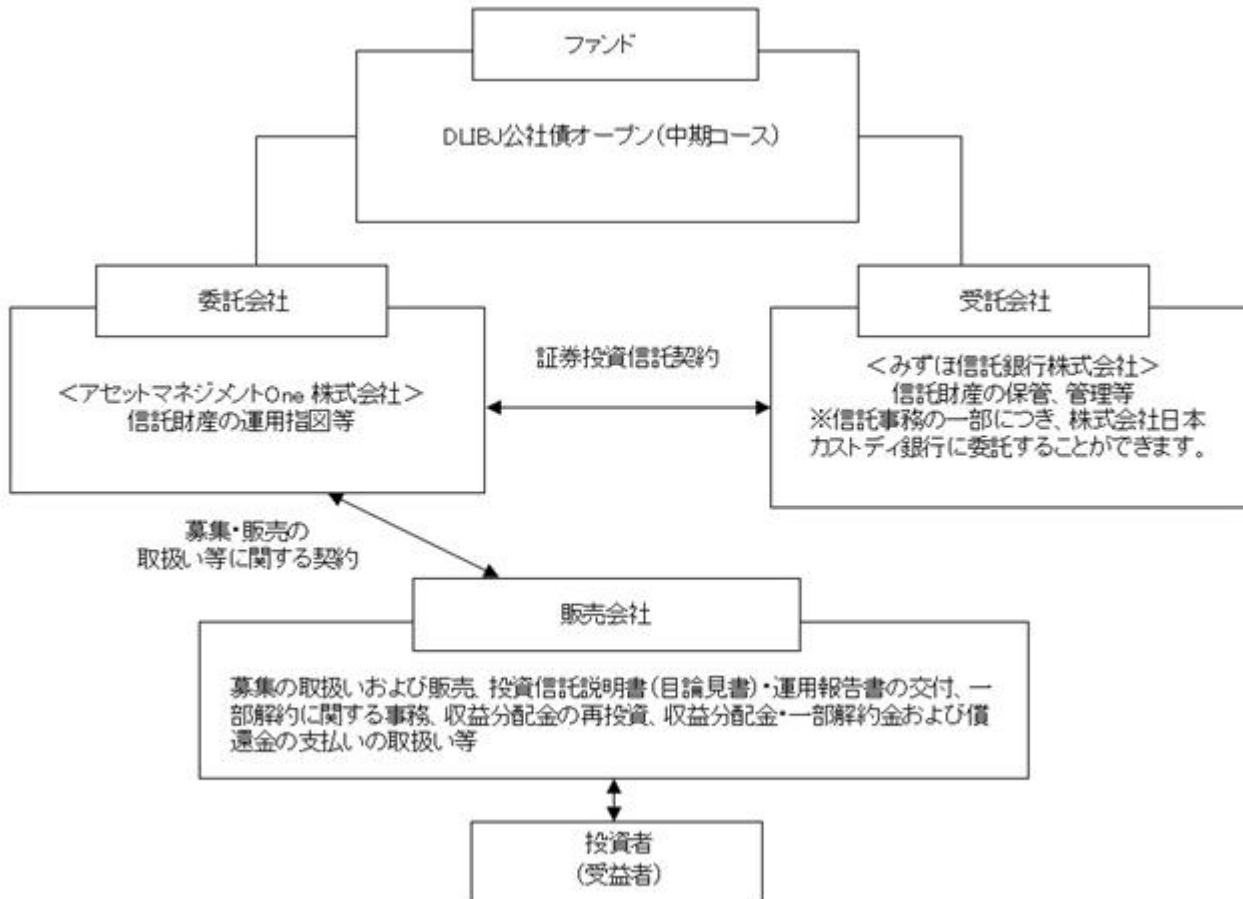 ファンド
DLIBJ公社債オープン(中期コース)
委託会社
受託会社
<アセットマネジメントOne 株式会社>
信託財産の運用指図等
証券投資信託契約
<みずほ信託銀行株式会社>
信託財産の保管、管理等
※信託事務の一部につき、株式会社日本
カストディ銀行に委託することができます。
募集・販売の
取扱い等に関する契約
販売会社
募集の取扱いおよび販売、投資信託説明書(目論見書)・運用報告書の交付、一
部解約に関する事務、収益分配金の再投資、収益分配金・一部解約金および償
還金の支払いの取扱い等
投資者
(受益者)